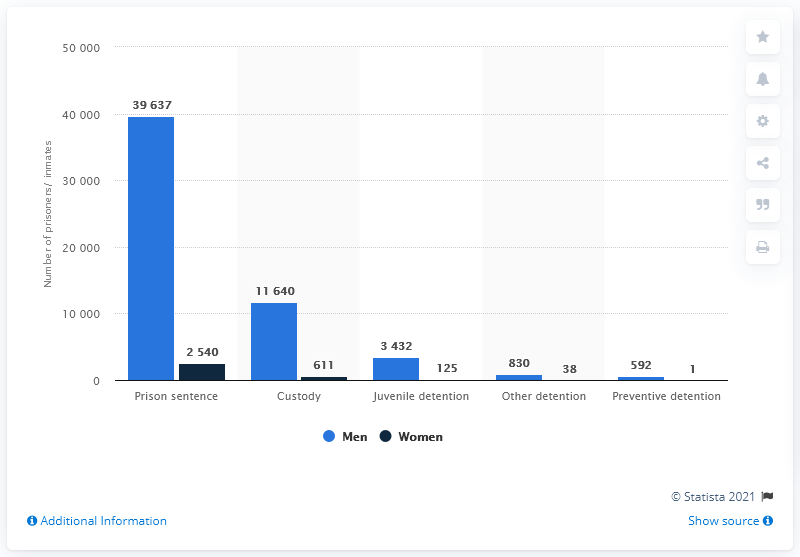 50 000
40 000
30 000
20 000
10 000
0
Number of prisoners/ inmates
39 637
2 540
11 640
611
3 432
125
830
38
592
1
Prison sentence
Custody
Juvenile detention
Other detention
Preventive detention
Men
Women
© Statista 2021
Additional Information
Show source